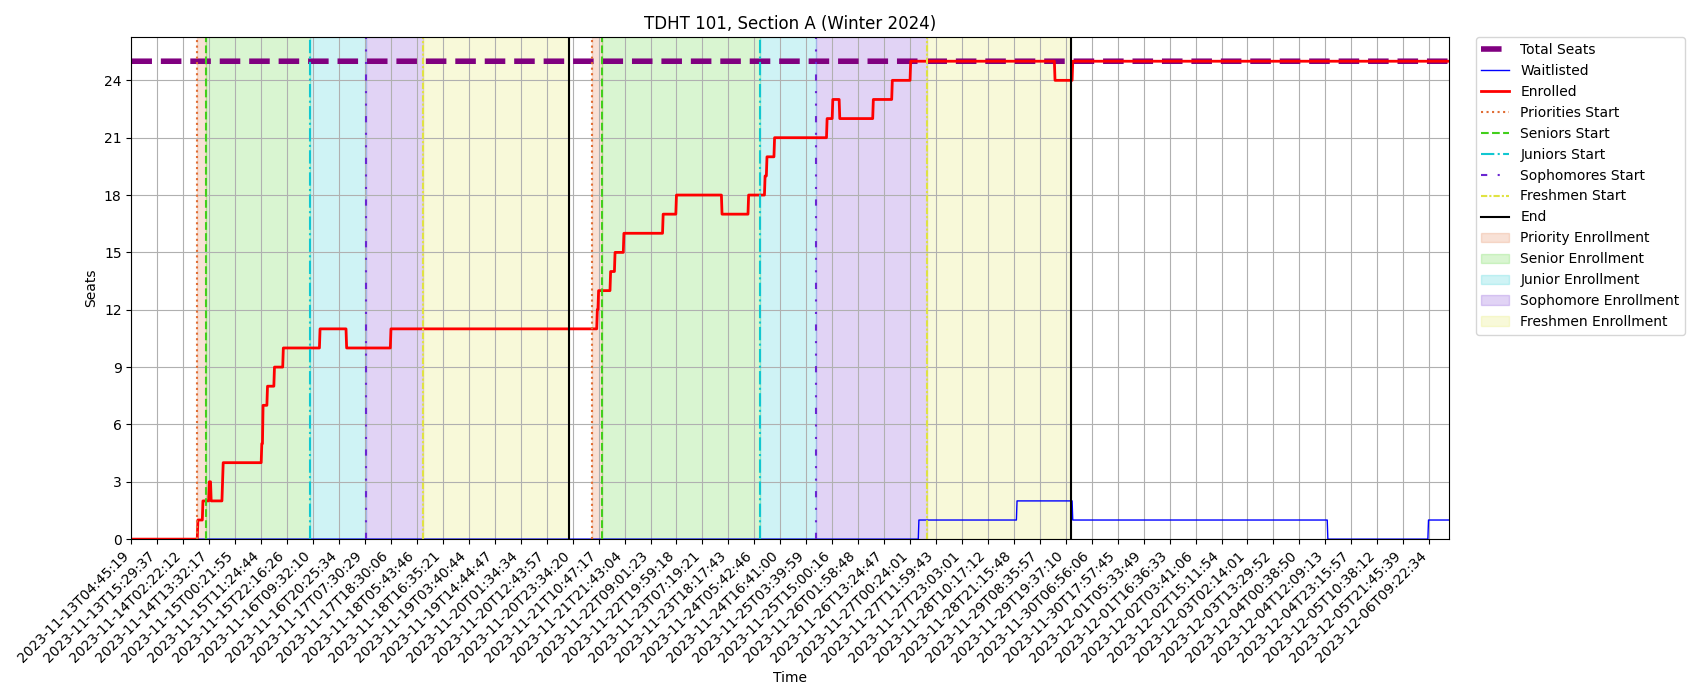 TDHT 101, Section A (Winter 2024)
Seats
24
21
18
15
12
9
6
3
0
2023-11-13T04:45:19
2023-11-13T15:29:37
2023-11-14T02:22:12
2023-11-14T13:32:17
2023-11-15T00:21:55
2023-11-15T11:24:44
2023-11-15T22:16:26
2023-11-16T09:32:10
2023-11-16T20:25:34
2023-11-17T07:30:29
2023-11-17T18:30:06
2023-11-18T05:43:46
2023-11-18T16:35:21
2023-11-19T03:40:44
2023-11-19T14:44:47
2023-11-20T01:34:34
2023-11-20T12:43:57
2023-11-20T23:34:20
2023-11-21T10:47:17
2023-11-21T21:43:04
2023-11-22T09:01:23
2023-11-22T19:59:18
2023-11-23T07:19:21
2023-11-23T18:17:43
2023-11-24T05:42:46
2023-11-24T16:41:00
2023-11-25T03:39:59
2023-11-25T15:00:16
2023-11-26T01:58:48
2023-11-26T13:24:47
2023-11-27T00:24:01
2023-11-27T11:59:43
2023-11-27T23:03:01
2023-11-28T10:17:12
2023-11-28T21:15:48
2023-11-29T08:35:57
2023-11-29T19:37:10
2023-11-30T06:56:06
2023-11-30T17:57:45
2023-12-01T05:33:49
2023-12-01T16:36:33
2023-12-02T03:41:06
2023-12-02T15:11:54
2023-12-03T02:14:01
2023-12-03T13:29:52
2023-12-04T00:38:50
2023-12-04T12:09:13
2023-12-04T23:15:57
2023-12-05T10:38:12
2023-12-05T21:45:39
2023-12-06T09:22:34
Time
Total Seats
Waitlisted
Enrolled
Priorities Start
Seniors Start
Juniors Start
Sophomores Start
Freshmen Start
End
Priority Enrollment
Senior Enrollment
Junior Enrollment
Sophomore Enrollment
Freshmen Enrollment